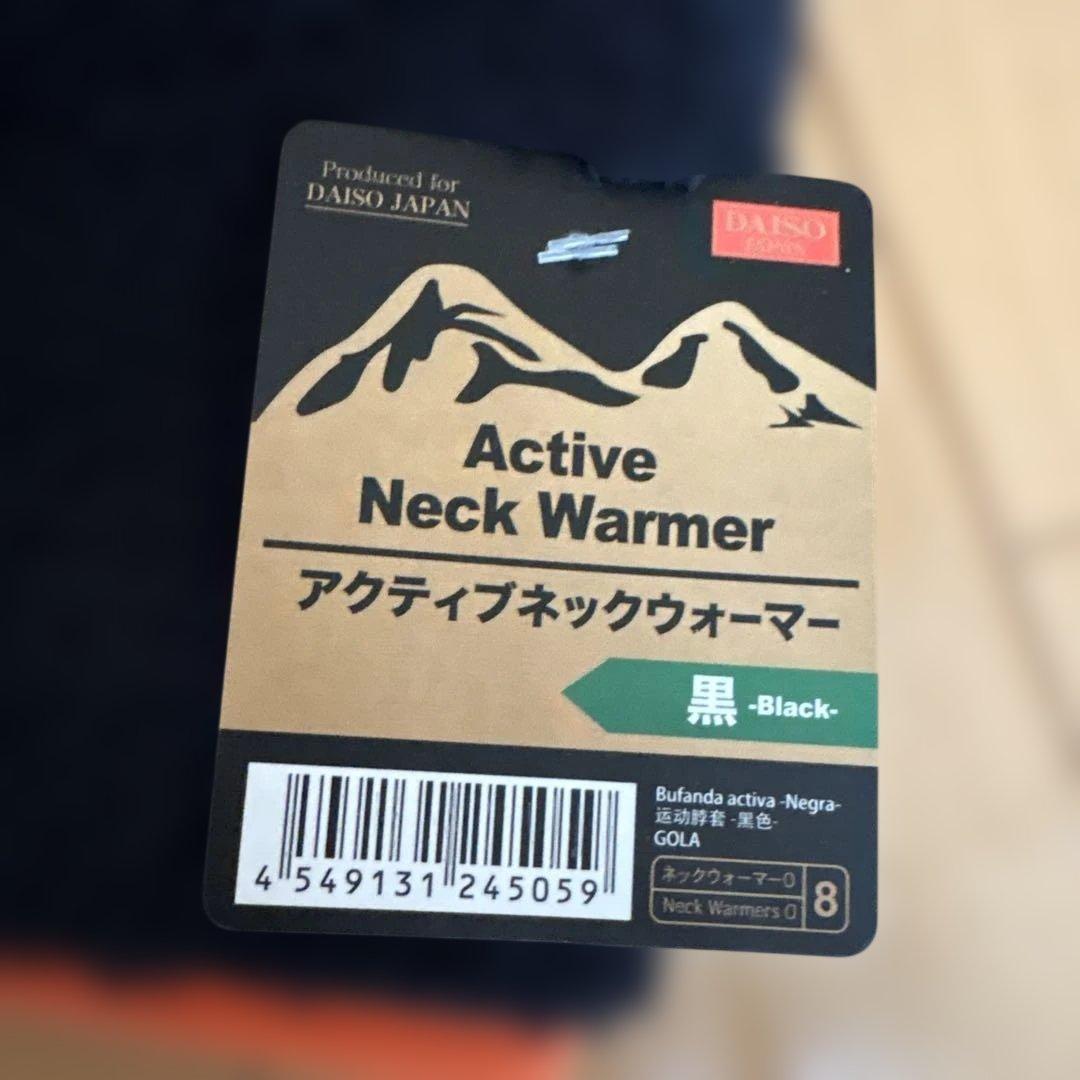 Produced for
DAISO JAPAN
DAISO
Active
Neck Warmer
アクティブネックウォーマー
黒 -Black-
4 549131 245059
Bufanda activa -Negra-
运动脖套 -黑色-
GOLA
ネックウォーマー0
Neck Warmers 0
8